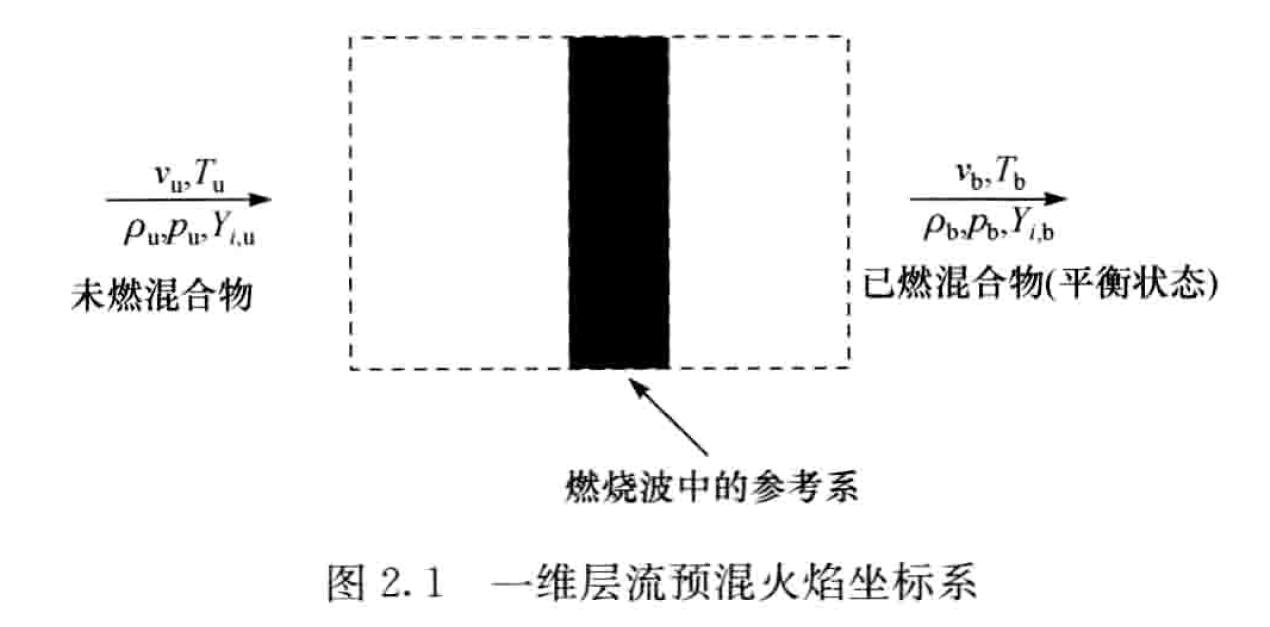 v_u,T_u
ρ_u,p_u,Y_{i,u}
未燃混合物
v_b,T_b
ρ_b,p_b,Y_{i,b}
已燃混合物(平衡状态)
燃烧波中的参考系
图 2.1 一维层流预混火焰坐标系